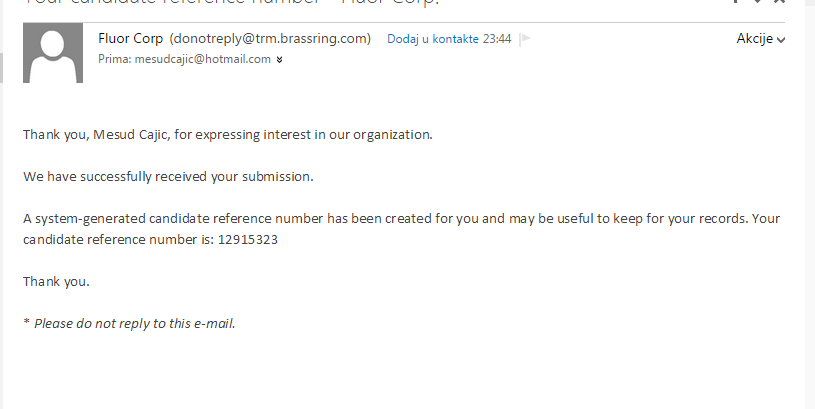 Your candidate reference number - Fluor Corp.
Fluor Corp (donotreply@trm.brassring.com) Dodaj u kontakte 23:44 Akcije
Prima: mesudcajic@hotmail.com
Thank you, Mesud Cajic, for expressing interest in our organization.
We have successfully received your submission.
A system-generated candidate reference number has been created for you and may be useful to keep for your records. Your
candidate reference number is: 12915323
Thank you.
* Please do not reply to this e-mail.